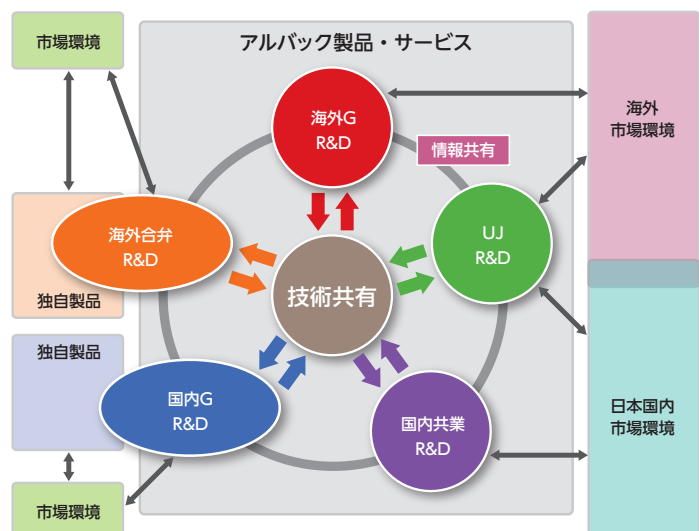 市場環境
アルバック製品・サービス
海外G
R&D
情報共有
海外
市場環境
海外合弁
R&D
UJ
R&D
独自製品
技術共有
独自製品
国内G
R&D
国内共業
R&D
日本国内
市場環境
市場環境